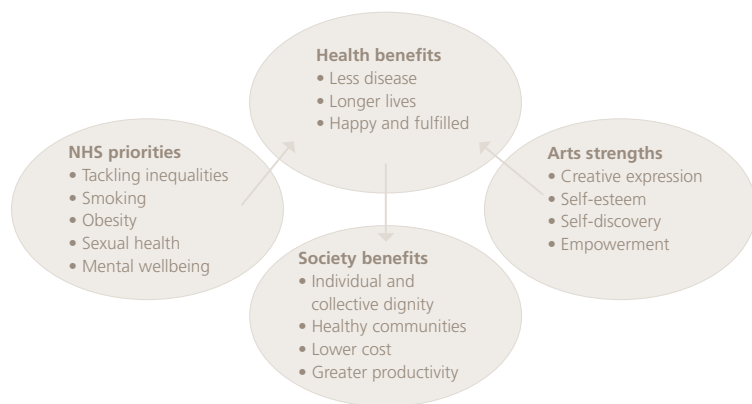 Health benefits
• Less disease
• Longer lives
• Happy and fulfilled
NHS priorities
• Tackling inequalities
• Smoking
• Obesity
• Sexual health
• Mental wellbeing
Arts strengths
• Creative expression
• Self-esteem
• Self-discovery
• Empowerment
Society benefits
• Individual and
collective dignity
• Healthy communities
• Lower cost
• Greater productivity